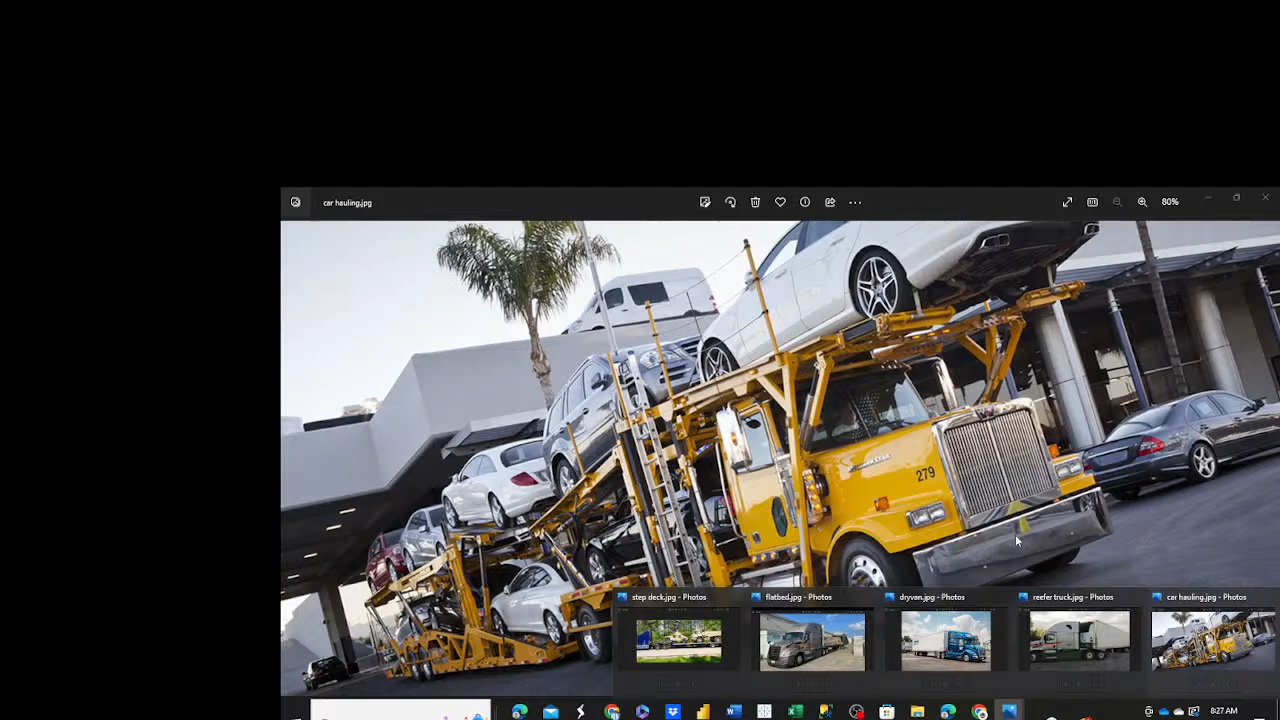 car hauling.jpg
80%
279
step deck.jpg - Photos
flatbed.jpg - Photos
dryvan.jpg - Photos
reefer truck.jpg - Photos
car hauling.jpg - Photos
8:27 AM